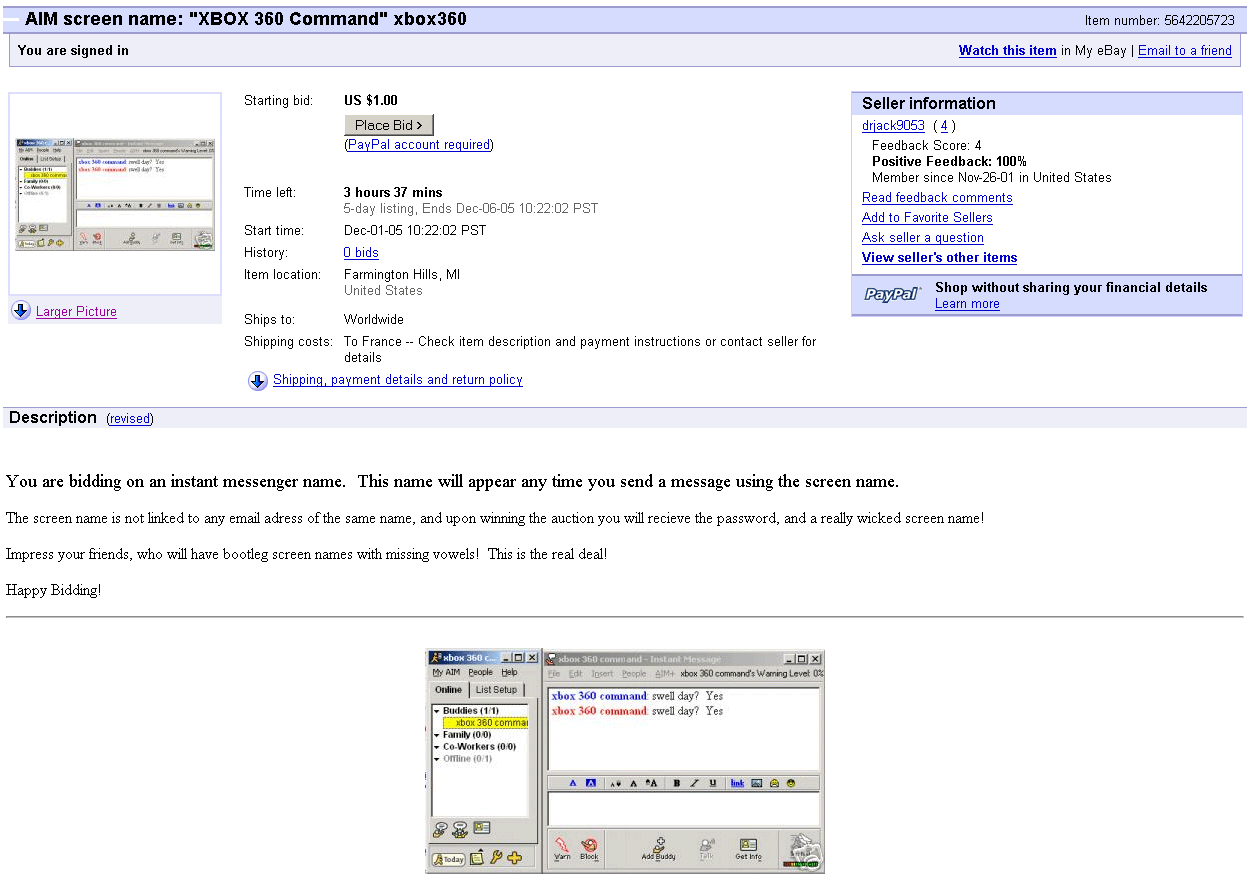 AIM screen name: "XBOX 360 Command" xbox360
Item number: 5642205723
You are signed in
Watch this item in My eBay | Email to a friend
Larger Picture
Starting bid: US $1.00
Place Bid >
(PayPal account required)
Time left: 3 hours 37 mins
5-day listing, Ends Dec-06-05 10:22:02 PST
Start time: Dec-01-05 10:22:02 PST
History: 0 bids
Item location: Farmington Hills, MI
United States
Ships to: Worldwide
Shipping costs: To France -- Check item description and payment instructions or contact seller for
details
Shipping, payment details and return policy
Seller information
drjack9053 ( 4 )
Feedback Score: 4
Positive Feedback: 100%
Member since Nov-26-01 in United States
Read feedback comments
Add to Favorite Sellers
Ask seller a question
View seller's other items
PayPal
Shop without sharing your financial details
Learn more
Description (revised)
You are bidding on an instant messenger name. This name will appear any time you send a message using the screen name.
The screen name is not linked to any email adress of the same name, and upon winning the auction you will recieve the password, and a really wicked screen name!
Impress your friends, who will have bootleg screen names with missing vowels! This is the real deal!
Happy Bidding!
xbox 360 c...
My AIM People Help
Online List Setup
Buddies (1/1)
xbox 360 comma
Family (0/0)
Co-Workers (0/0)
Offline (0/1)
Today
xbox 360 command - Instant Message
File Edit Insert People AIM+ xbox 360 command's Warning Level: 0%
xbox 360 command: swell day? Yes
xbox 360 command: swell day? Yes
A A A A A B I U link
Warn Block Add Buddy Talk Get Info